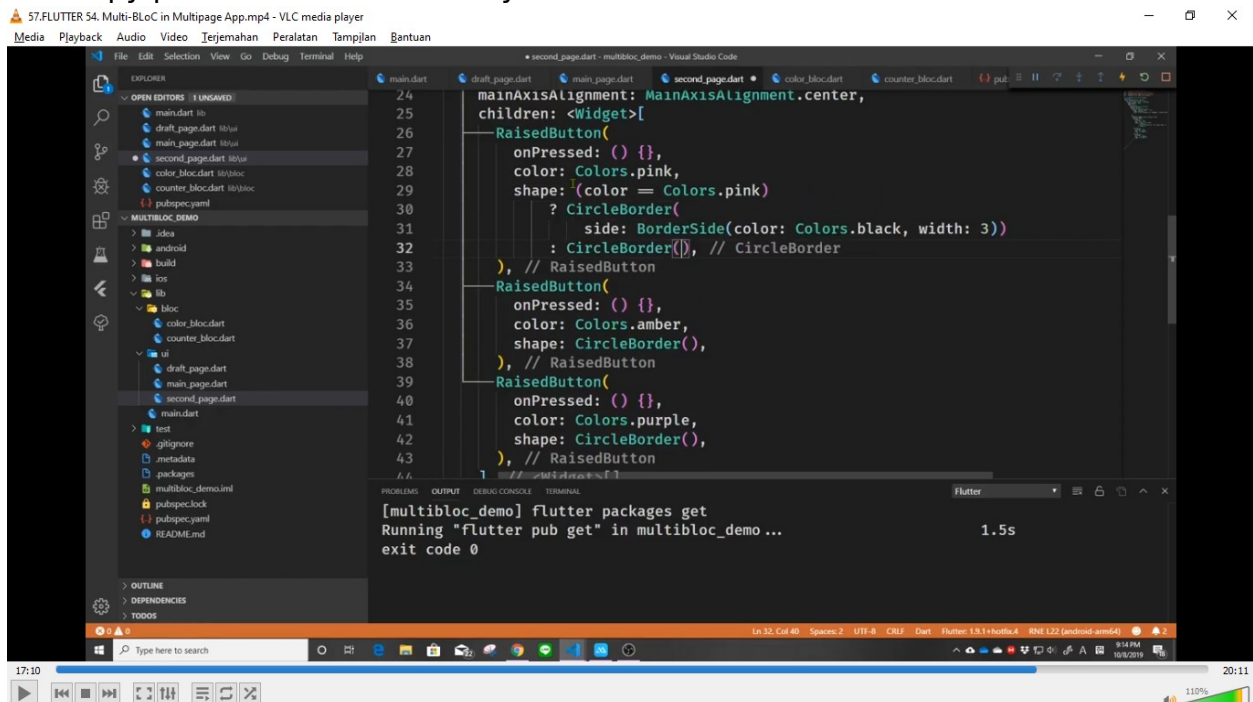 57.FLUTTER 54. Multi-BLoC in Multipage App.mp4 - VLC media player
Media Playback Audio Video Terjemahan Peralatan Tampilan Bantuan
File Edit Selection View Go Debug Terminal Help
• second_page.dart - multibloc_demo - Visual Studio Code
EXPLORER
main.dart draft_page.dart main_page.dart second_page.dart color_bloc.dart counter_bloc.dart pub
OPEN EDITORS 1 UNSAVED
main.dart lib
draft_page.dart lib\ui
main_page.dart lib\ui
second_page.dart lib\ui
color_bloc.dart lib\bloc
counter_bloc.dart lib\bloc
pubspec.yaml
MULTIBLOC_DEMO
.idea
android
build
ios
lib
bloc
color_bloc.dart
counter_bloc.dart
ui
draft_page.dart
main_page.dart
second_page.dart
main.dart
test
.gitignore
.metadata
.packages
multibloc_demo.iml
pubspec.lock
pubspec.yaml
README.md
OUTLINE
DEPENDENCIES
TODOS
24 mainAxisAlignment: MainAxisAlignment.center,
25 children: <Widget>[
26 RaisedButton(
27 onPressed: () {},
28 color: Colors.pink,
29 shape: (color == Colors.pink)
30 ? CircleBorder(
31 side: BorderSide(color: Colors.black, width: 3))
32 : CircleBorder(), // CircleBorder
33 ), // RaisedButton
34 RaisedButton(
35 onPressed: () {},
36 color: Colors.amber,
37 shape: CircleBorder(),
38 ), // RaisedButton
39 RaisedButton(
40 onPressed: () {},
41 color: Colors.purple,
42 shape: CircleBorder(),
43 ), // RaisedButton
44 ] // <Widget>[]
PROBLEMS OUTPUT DEBUG CONSOLE TERMINAL Flutter
[multibloc_demo] flutter packages get
Running "flutter pub get" in multibloc_demo... 1.5s
exit code 0
0 0 Ln 32, Col 40 Spaces: 2 UTF-8 CRLF Dart Flutter: 1.9.1+hotfix.4 RNE L22 (android-arm64) 2
Type here to search
9:14 PM
10/8/2019
17:10 20:11
110%